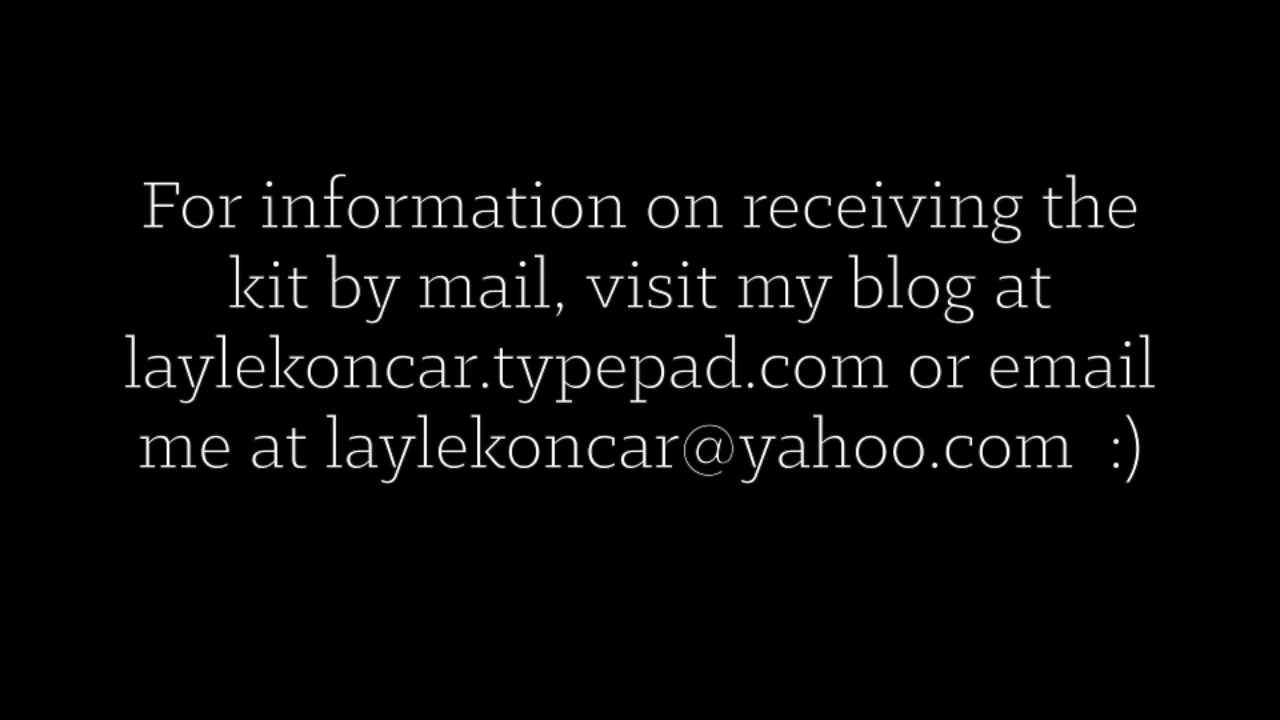 For information on receiving the
kit by mail, visit my blog at
laylekoncar.typepad.com or email
me at laylekoncar@yahoo.com  :)